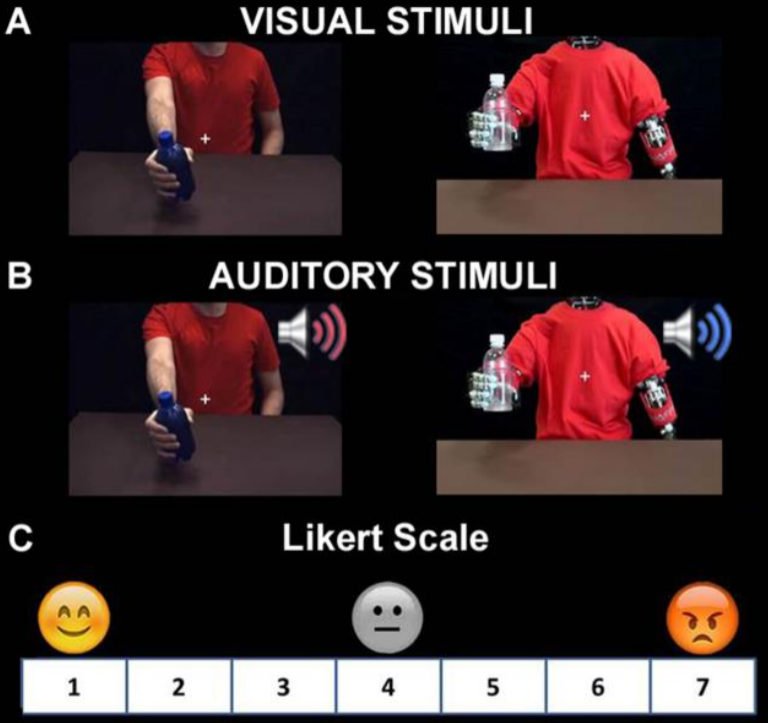 A VISUAL STIMULI
B AUDITORY STIMULI
C Likert Scale
1 2 3 4 5 6 7